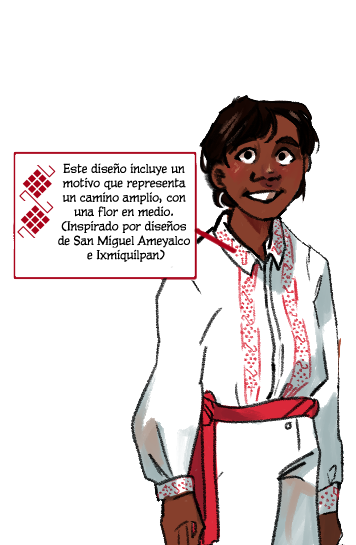 Este diseño incluye un
motivo que representa
un camino amplio, con
una flor en medio.
(Inspirado por diseños
de San Miguel Ameyalco
e Ixmiquilpan)